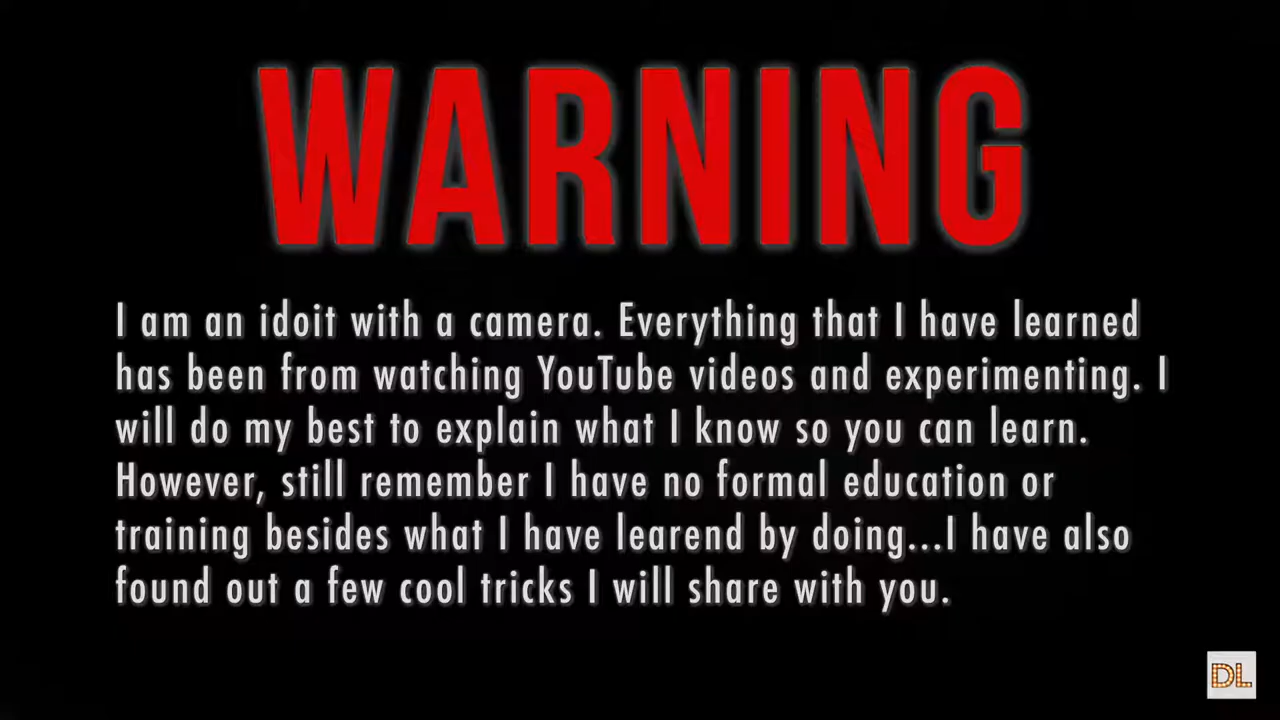 WARNING
I am an idoit with a camera. Everything that I have learned
has been from watching YouTube videos and experimenting. I
will do my best to explain what I know so you can learn.
However, still remember I have no formal education or
training besides what I have learend by doing...I have also
found out a few cool tricks I will share with you.
DL